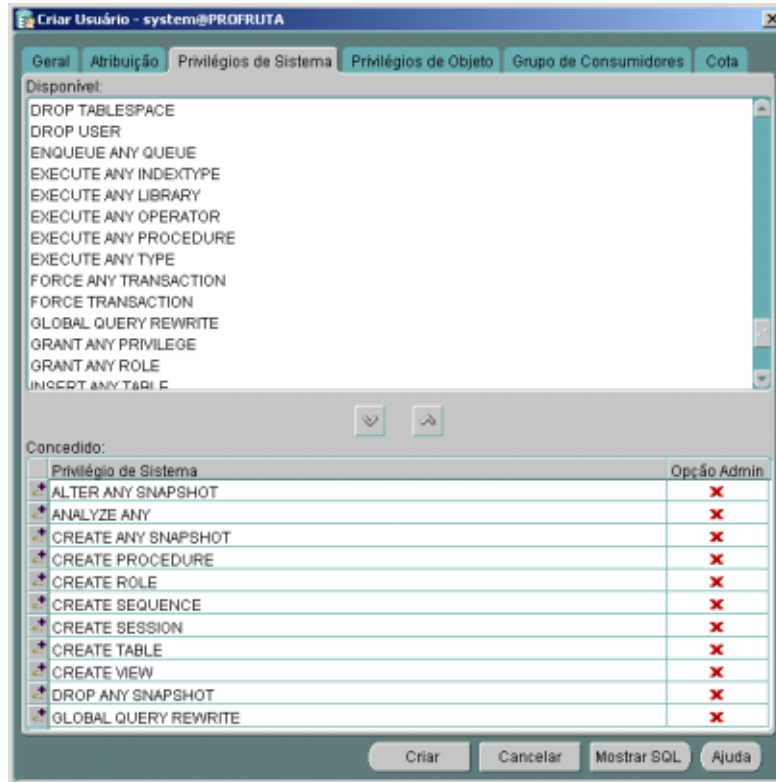 Criar Usuário - system@PROFRUTA
Geral Atribuição Privilégios de Sistema Privilégios de Objeto Grupo de Consumidores Cota
Disponível:
DROP TABLESPACE
DROP USER
ENQUEUE ANY QUEUE
EXECUTE ANY INDEXTYPE
EXECUTE ANY LIBRARY
EXECUTE ANY OPERATOR
EXECUTE ANY PROCEDURE
EXECUTE ANY TYPE
FORCE ANY TRANSACTION
FORCE TRANSACTION
GLOBAL QUERY REWRITE
GRANT ANY PRIVILEGE
GRANT ANY ROLE
INSERT ANY TABLE
Concedido:
Privilégio de Sistema Opção Admin
ALTER ANY SNAPSHOT
ANALYZE ANY
CREATE ANY SNAPSHOT
CREATE PROCEDURE
CREATE ROLE
CREATE SEQUENCE
CREATE SESSION
CREATE TABLE
CREATE VIEW
DROP ANY SNAPSHOT
GLOBAL QUERY REWRITE
Criar Cancelar Mostrar SQL Ajuda